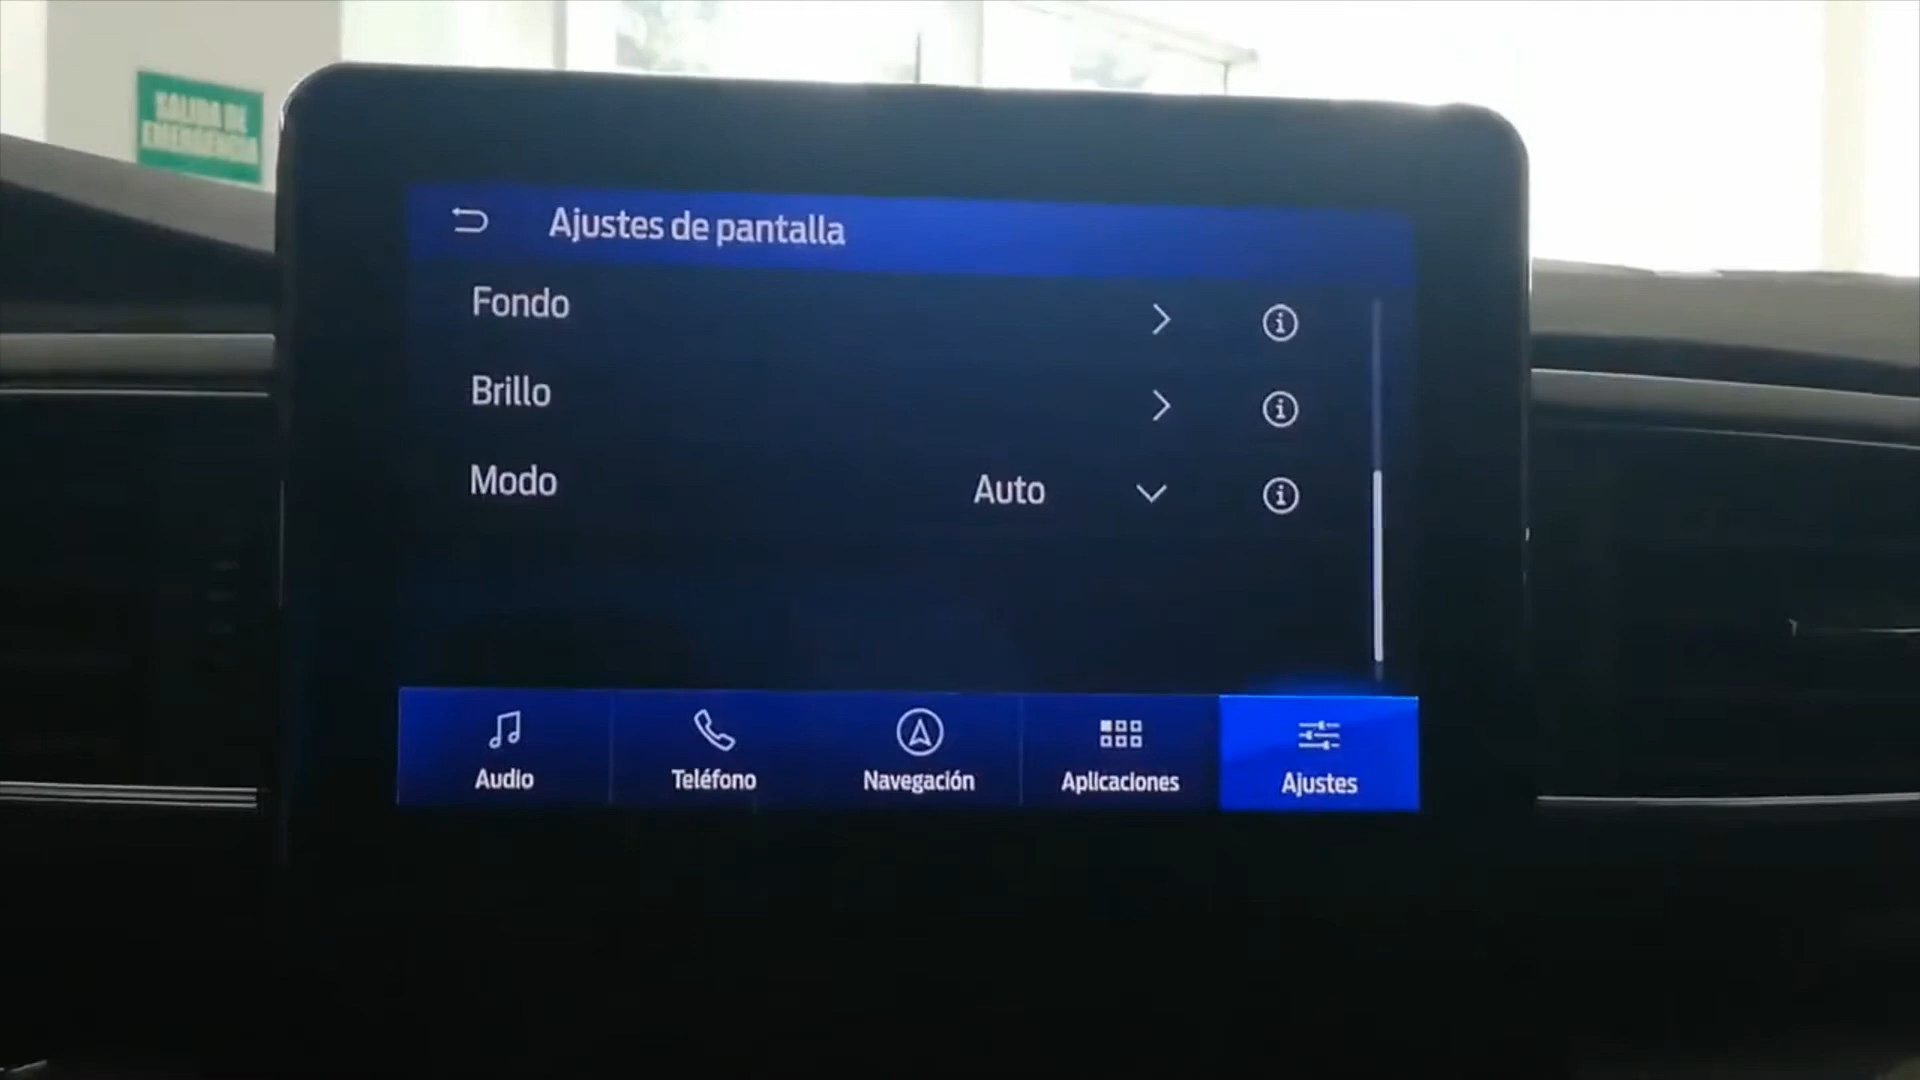 SALIDA DE
EMERGENCIA
Ajustes de pantalla
Fondo
Brillo
Modo Auto
Audio Teléfono Navegación Aplicaciones Ajustes